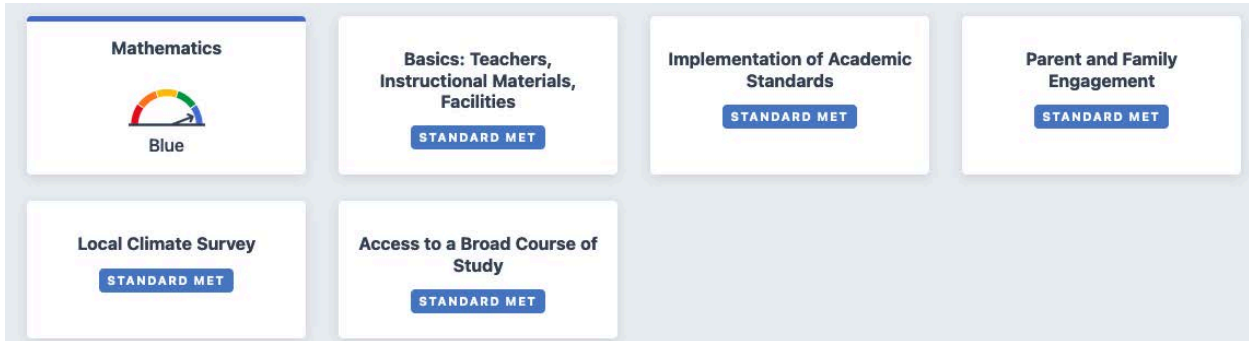 Mathematics
Blue
Basics: Teachers,
Instructional Materials,
Facilities
STANDARD MET
Implementation of Academic
Standards
STANDARD MET
Parent and Family
Engagement
STANDARD MET
Local Climate Survey
STANDARD MET
Access to a Broad Course of
Study
STANDARD MET